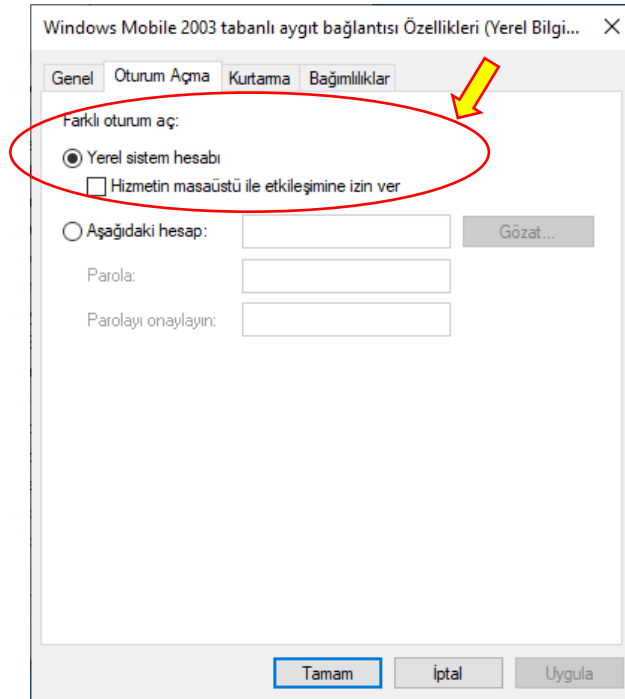 Windows Mobile 2003 tabanlı aygıt bağlantısı Özellikleri (Yerel Bilgi...
Genel Oturum Açma Kurtarma Bağımlılıklar
Farklı oturum aç:
Yerel sistem hesabı
Hizmetin masaüstü ile etkileşimine izin ver
Aşağıdaki hesap: Gözat...
Parola:
Parolayı onaylayın:
Tamam İptal Uygula